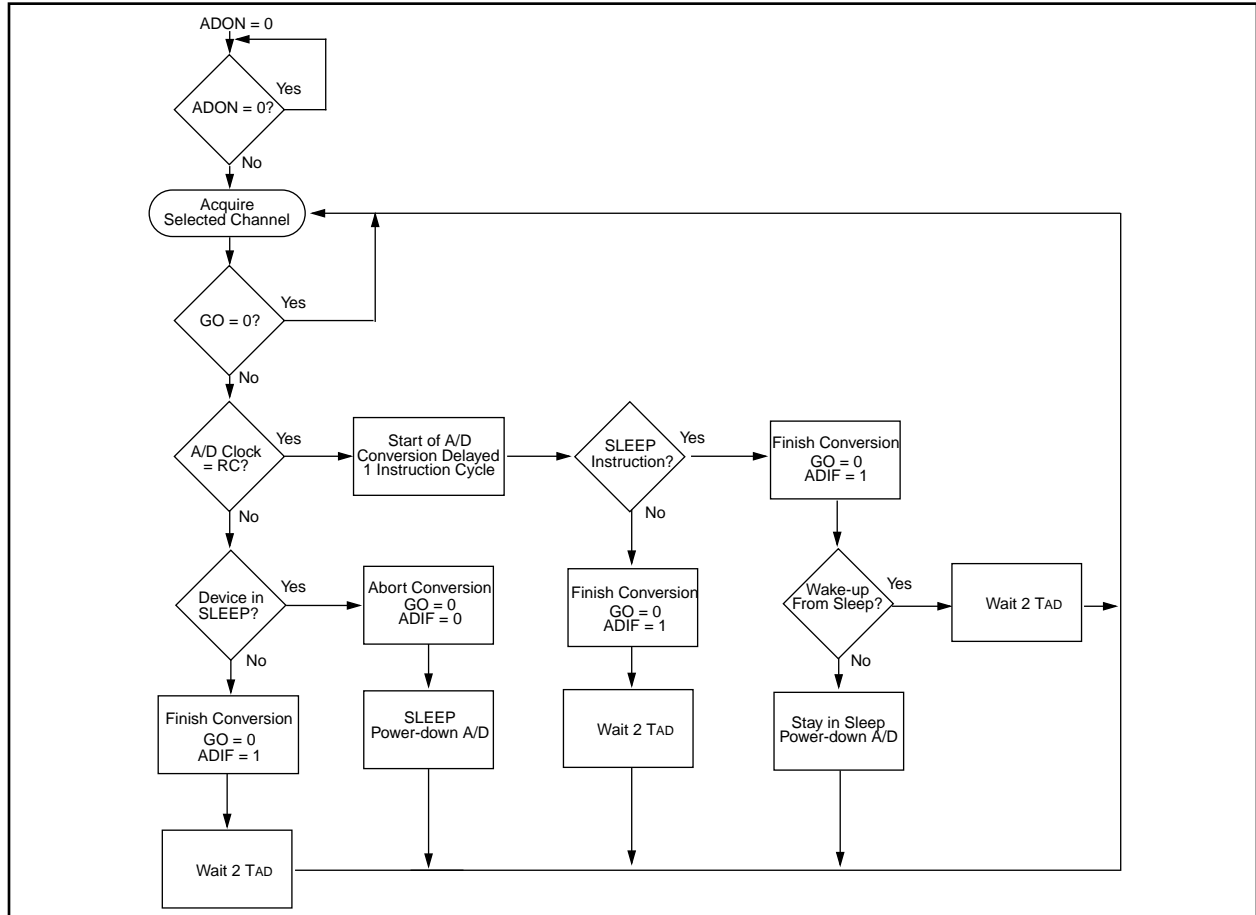 ADON = 0
ADON = 0?
Yes
No
Acquire
Selected Channel
GO = 0?
Yes
No
A/D Clock
= RC?
Yes
No
Start of A/D
Conversion Delayed
1 Instruction Cycle
SLEEP
Instruction?
Yes
No
Finish Conversion
GO = 0
ADIF = 1
Device in
SLEEP?
Yes
No
Abort Conversion
GO = 0
ADIF = 0
Finish Conversion
GO = 0
ADIF = 1
Wake-up
From Sleep?
Yes
No
Wait 2 TAD
Finish Conversion
GO = 0
ADIF = 1
SLEEP
Power-down A/D
Wait 2 TAD
Stay in Sleep
Power-down A/D
Wait 2 TAD